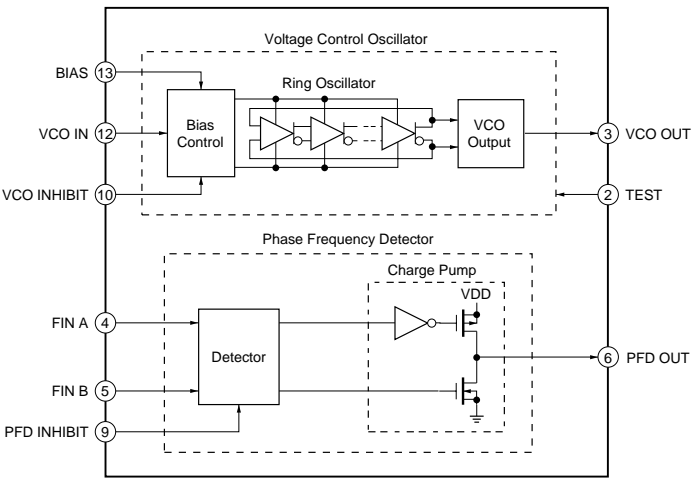 Voltage Control Oscillator
BIAS 13
Ring Oscillator
VCO IN 12
Bias
Control
VCO
Output
3 VCO OUT
VCO INHIBIT 10
2 TEST
Phase Frequency Detector
Charge Pump
VDD
FIN A 4
Detector
6 PFD OUT
FIN B 5
PFD INHIBIT 9